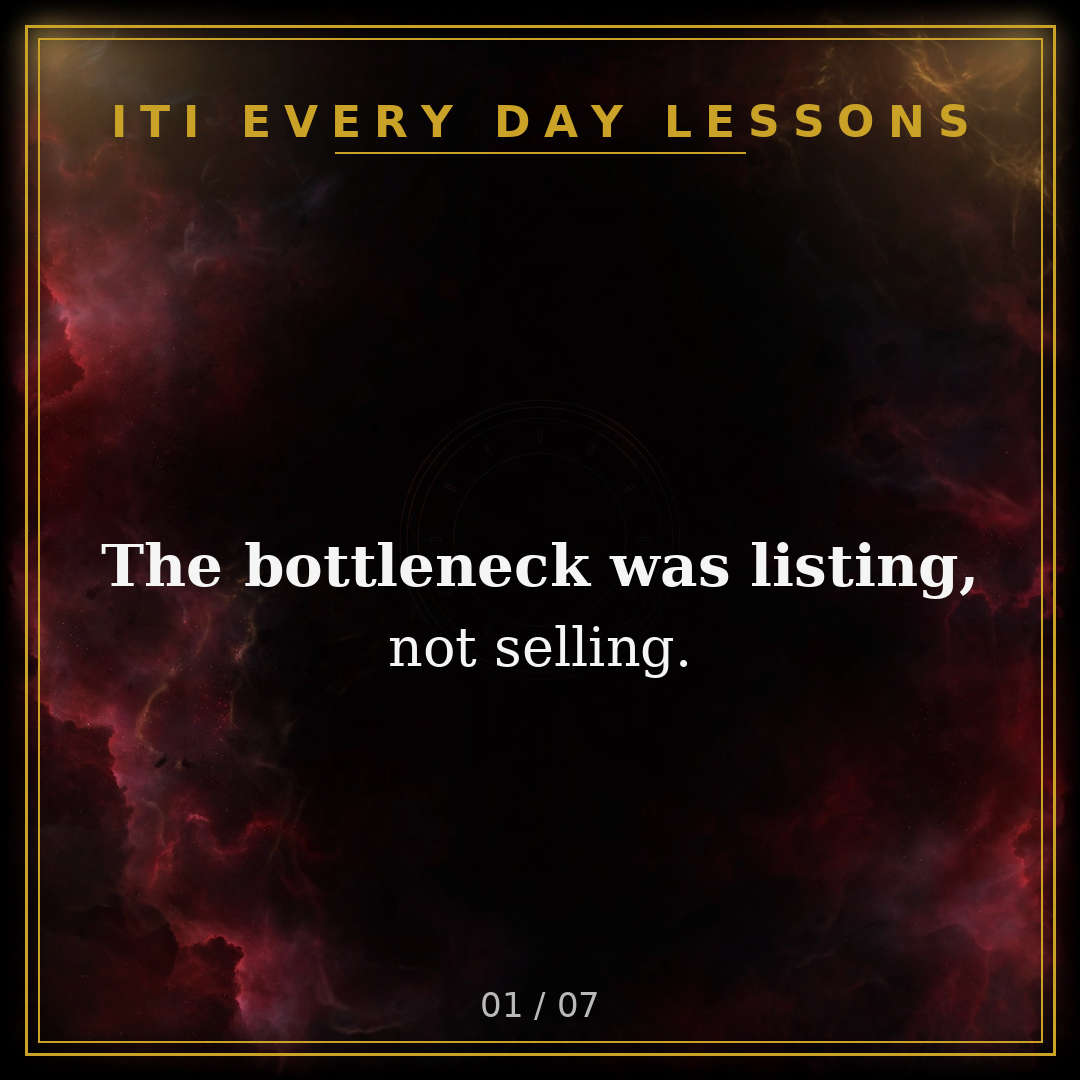 ITI EVERY DAY LESSONS
The bottleneck was listing,
not selling.
01 / 07